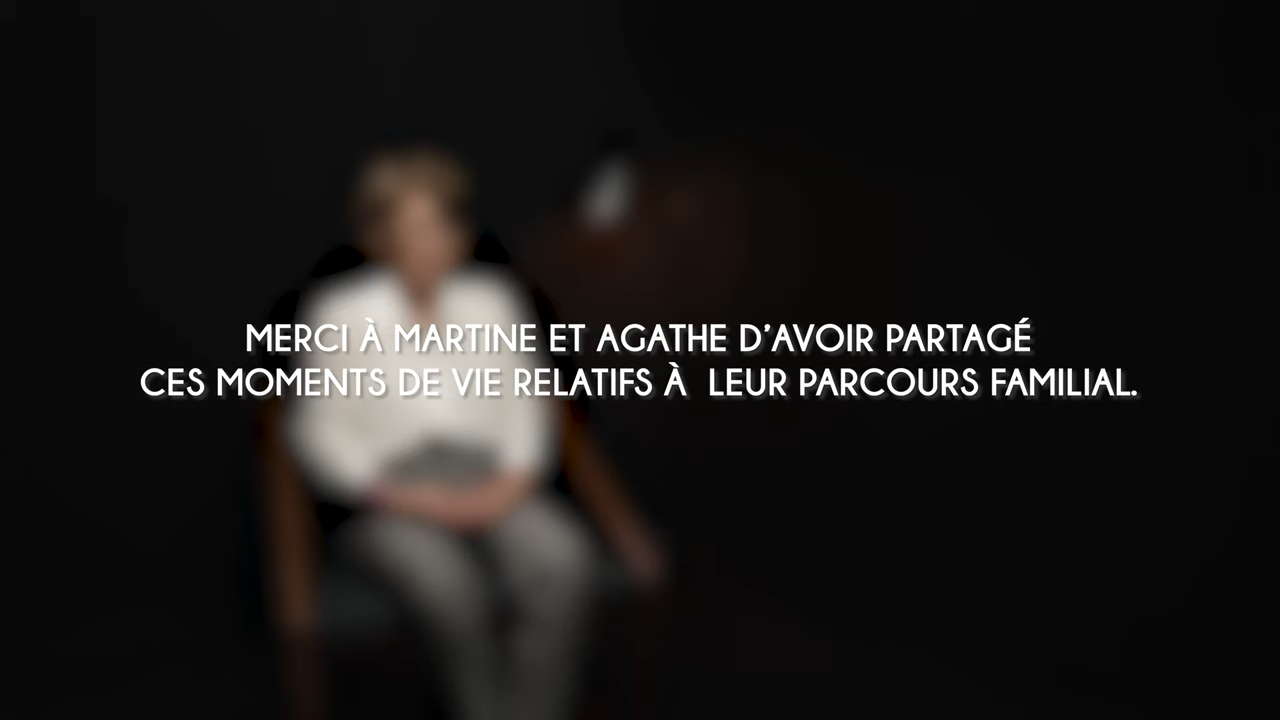 MERCI À MARTINE ET AGATHE D’AVOIR PARTAGÉ
CES MOMENTS DE VIE RELATIFS À  LEUR PARCOURS FAMILIAL.